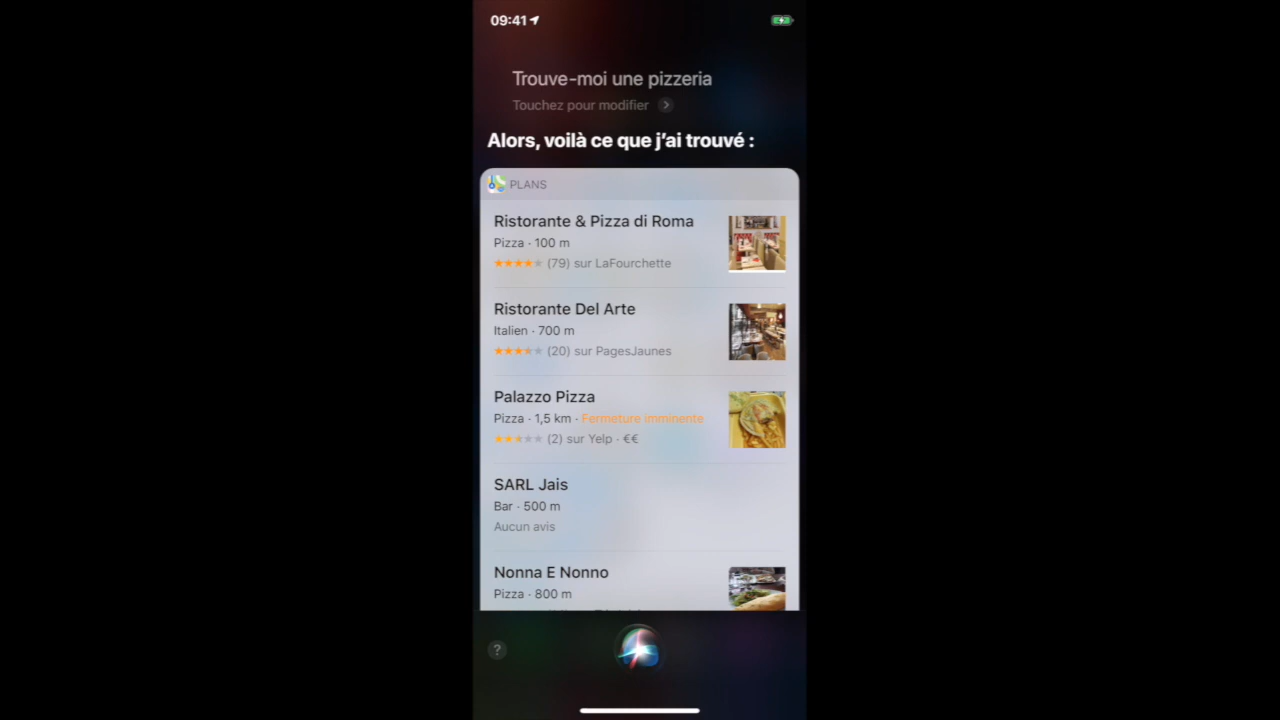 09:41
Trouve-moi une pizzeria
Touchez pour modifier
Alors, voilà ce que j'ai trouvé :
PLANS
Ristorante & Pizza di Roma
Pizza · 100 m
★★★★★ (79) sur LaFourchette
Ristorante Del Arte
Italien · 700 m
★★★★★ (20) sur PagesJaunes
Palazzo Pizza
Pizza · 1,5 km · Fermeture imminente
★★★★★ (2) sur Yelp · €€
SARL Jais
Bar · 500 m
Aucun avis
Nonna E Nonno
Pizza · 800 m
?